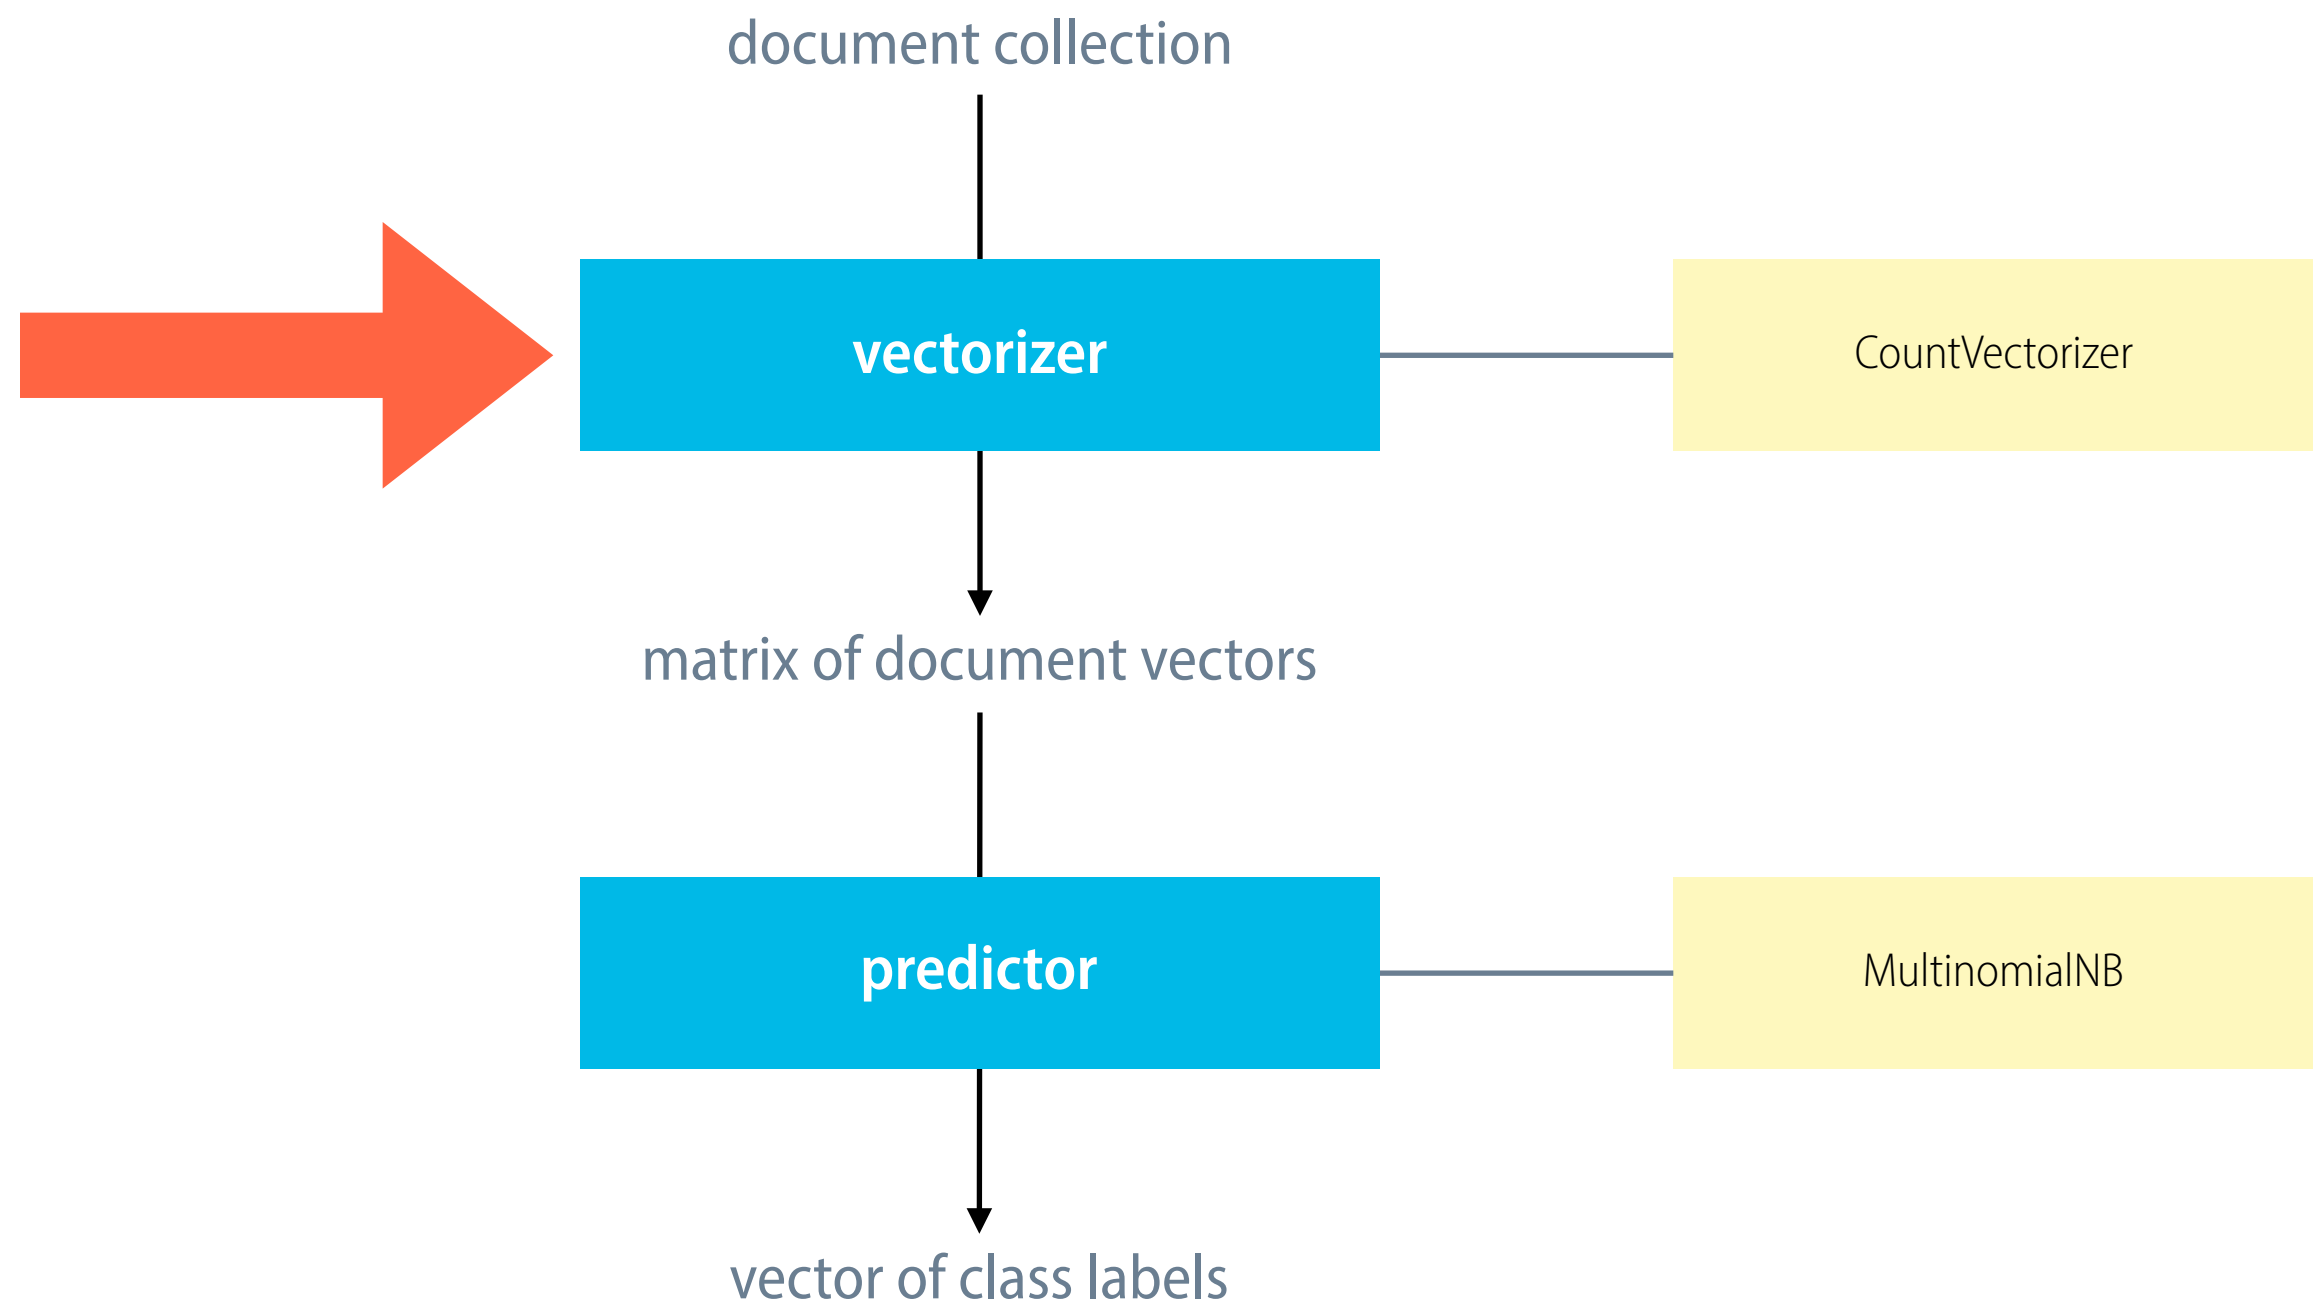 document collection
vectorizer
CountVectorizer
matrix of document vectors
predictor
MultinomialNB
vector of class labels